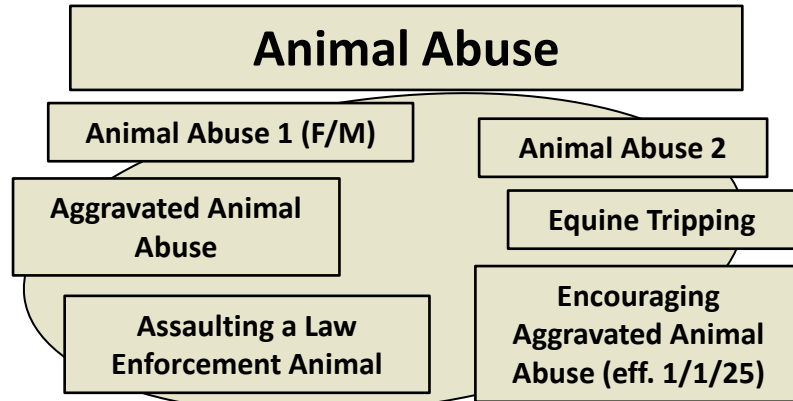 Animal Abuse
Animal Abuse 1 (F/M)
Animal Abuse 2
Aggravated Animal
Abuse
Equine Tripping
Assaulting a Law
Enforcement Animal
Encouraging
Aggravated Animal
Abuse (eff. 1/1/25)